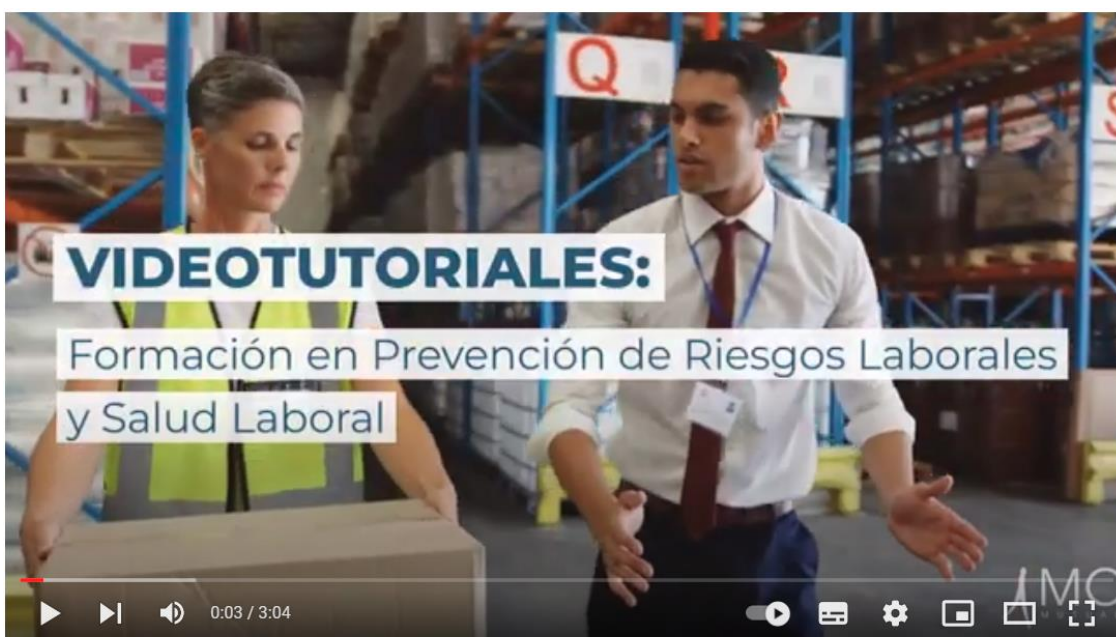 Q
R
VIDEOTUTORIALES:
Formación en Prevención de Riesgos Laborales
y Salud Laboral
0:03 / 3:04